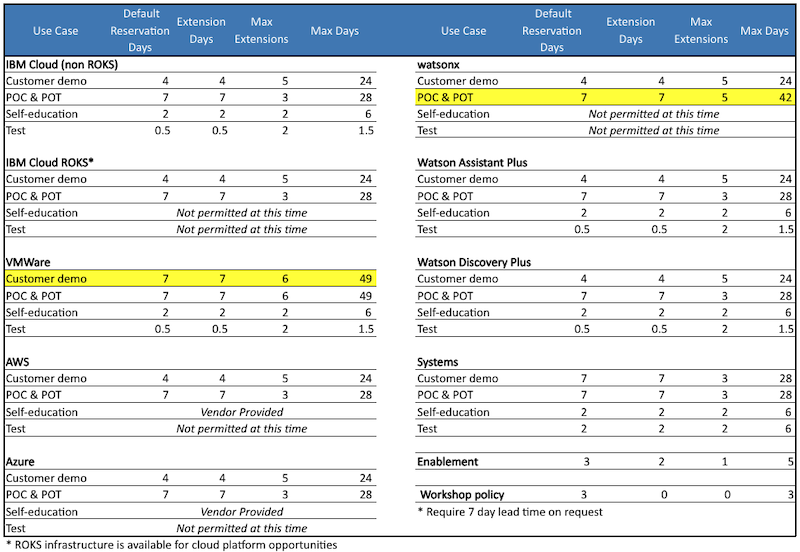 Use Case Default Reservation Days Extension Days Max Extensions Max Days
IBM Cloud (non ROKS)
Customer demo 4 4 5 24
POC & POT 7 7 3 28
Self-education 2 2 2 6
Test 0.5 0.5 2 1.5
IBM Cloud ROKS*
Customer demo 4 4 5 24
POC & POT 7 7 3 28
Self-education Not permitted at this time
Test Not permitted at this time
VMWare
Customer demo 7 7 6 49
POC & POT 7 7 6 49
Self-education 2 2 2 6
Test 0.5 0.5 2 1.5
AWS
Customer demo 4 4 5 24
POC & POT 7 7 3 28
Self-education Vendor Provided
Test Not permitted at this time
Azure
Customer demo 4 4 5 24
POC & POT 7 7 3 28
Self-education Vendor Provided
Test Not permitted at this time
* ROKS infrastructure is available for cloud platform opportunities
Use Case Default Reservation Days Extension Days Max Extensions Max Days
watsonx
Customer demo 4 4 5 24
POC & POT 7 7 5 42
Self-education Not permitted at this time
Test Not permitted at this time
Watson Assistant Plus
Customer demo 4 4 5 24
POC & POT 7 7 3 28
Self-education 2 2 2 6
Test 0.5 0.5 2 1.5
Watson Discovery Plus
Customer demo 4 4 5 24
POC & POT 7 7 3 28
Self-education 2 2 2 6
Test 0.5 0.5 2 1.5
Systems
Customer demo 7 7 3 28
POC & POT 7 7 3 28
Self-education 2 2 2 6
Test 2 2 2 6
Enablement 3 2 1 5
Workshop policy 3 0 0 3
* Require 7 day lead time on request